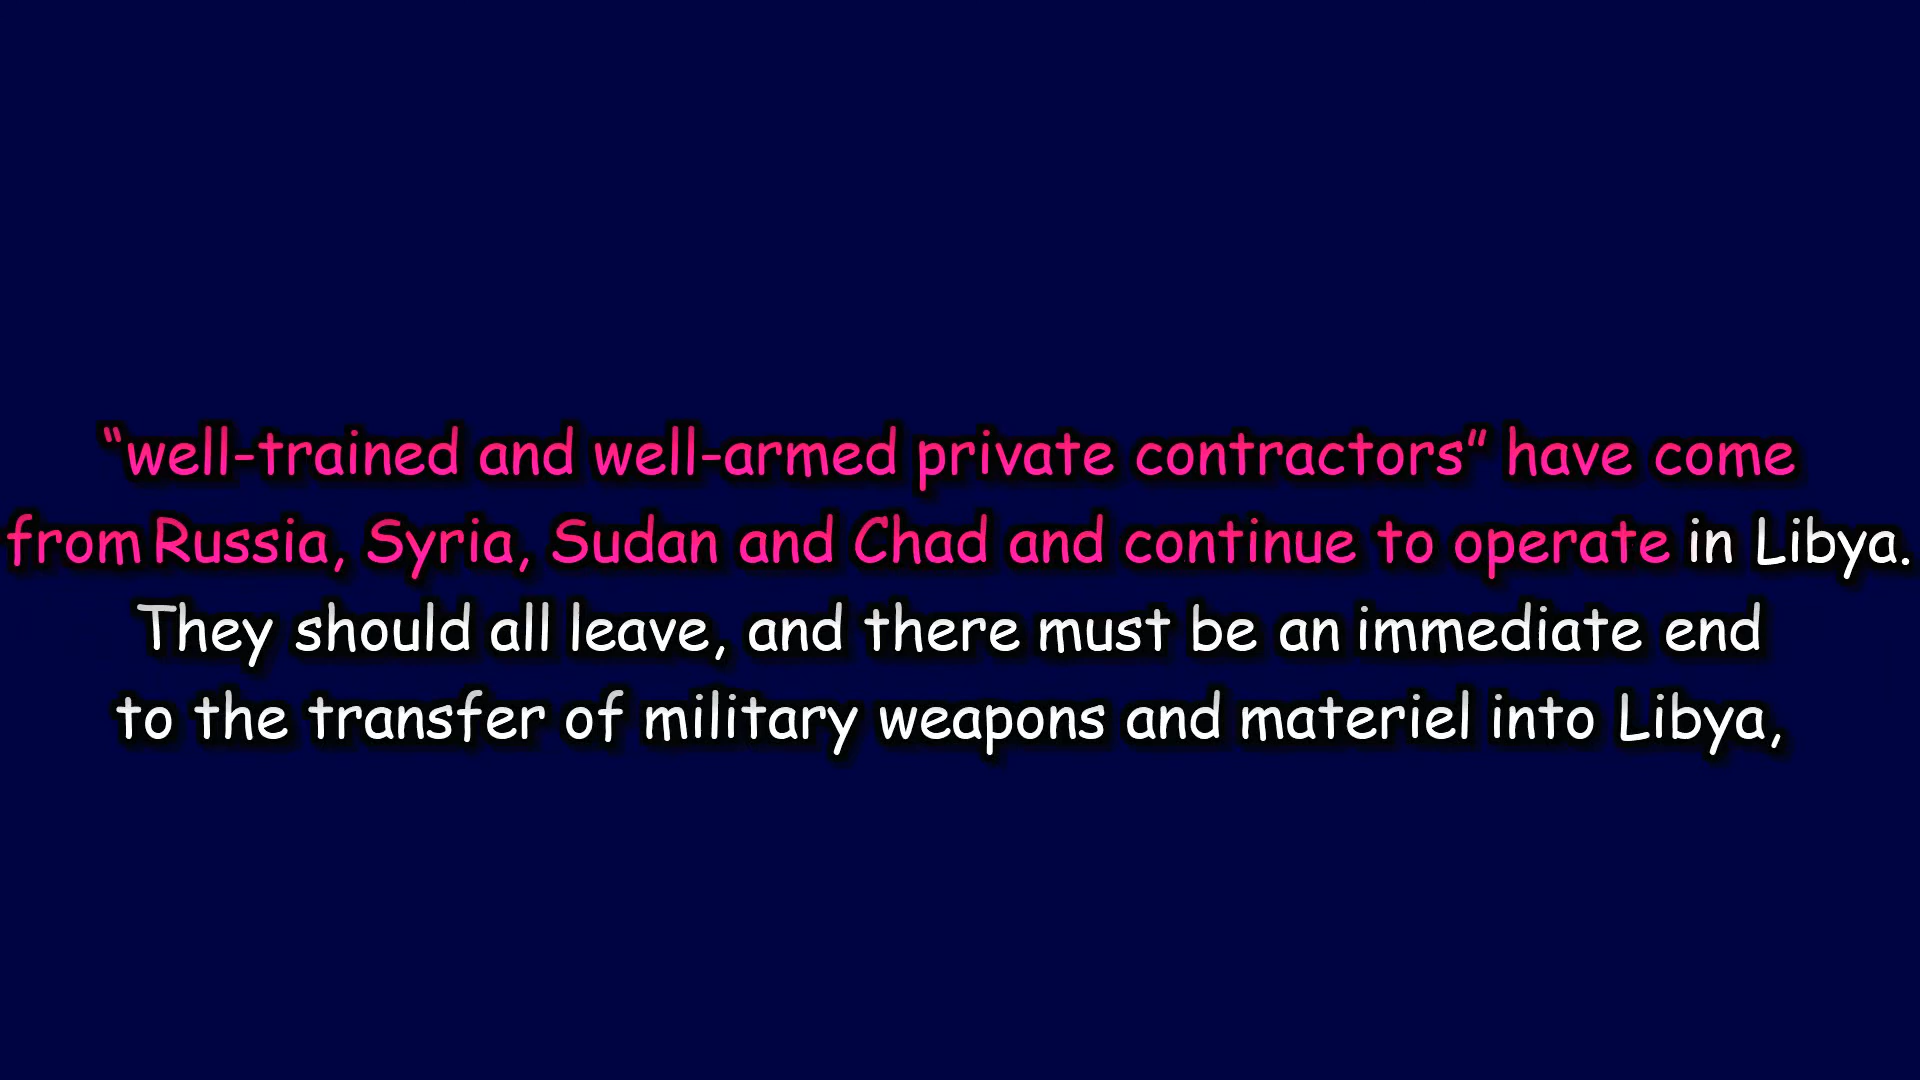 “well-trained and well-armed private contractors” have come
from Russia, Syria, Sudan and Chad and continue to operate in Libya.
They should all leave, and there must be an immediate end
to the transfer of military weapons and materiel into Libya,